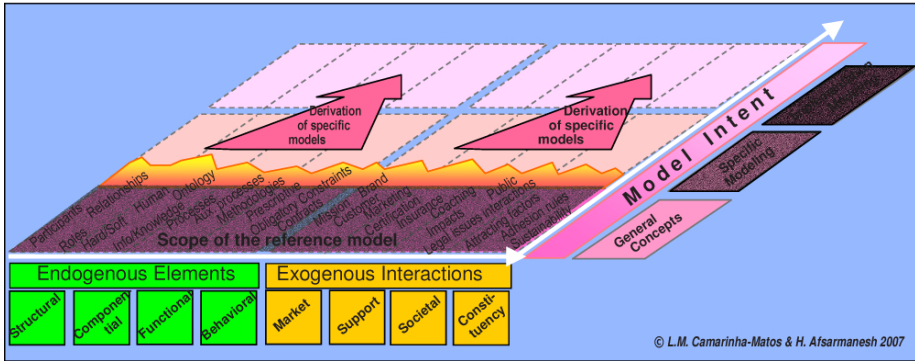 Derivation
of specific
models
Derivation
of specific
models
Model Intent
Specific
Modeling
General
Concepts
Participants
Roles
Relationships
Hard/Soft
Human
Info/Knowledge
Ontology
Processes
Aux processes
Methodologies
Prescriptive
Obligation
Constraints
Contracts
Mission
Brand
Customer
Marketing
Certification
Insurance
Coaching
Impacts
Public
Legal issues
interactions
Attracting factors
Adhesion rules
Sustainability
Scope of the reference model
Endogenous Elements
Exogenous Interactions
Structural
Componen-
tial
Functional
Behavioral
Market
Support
Societal
Consti-
tuency
© L.M. Camarinha-Matos & H. Afsarmanesh 2007